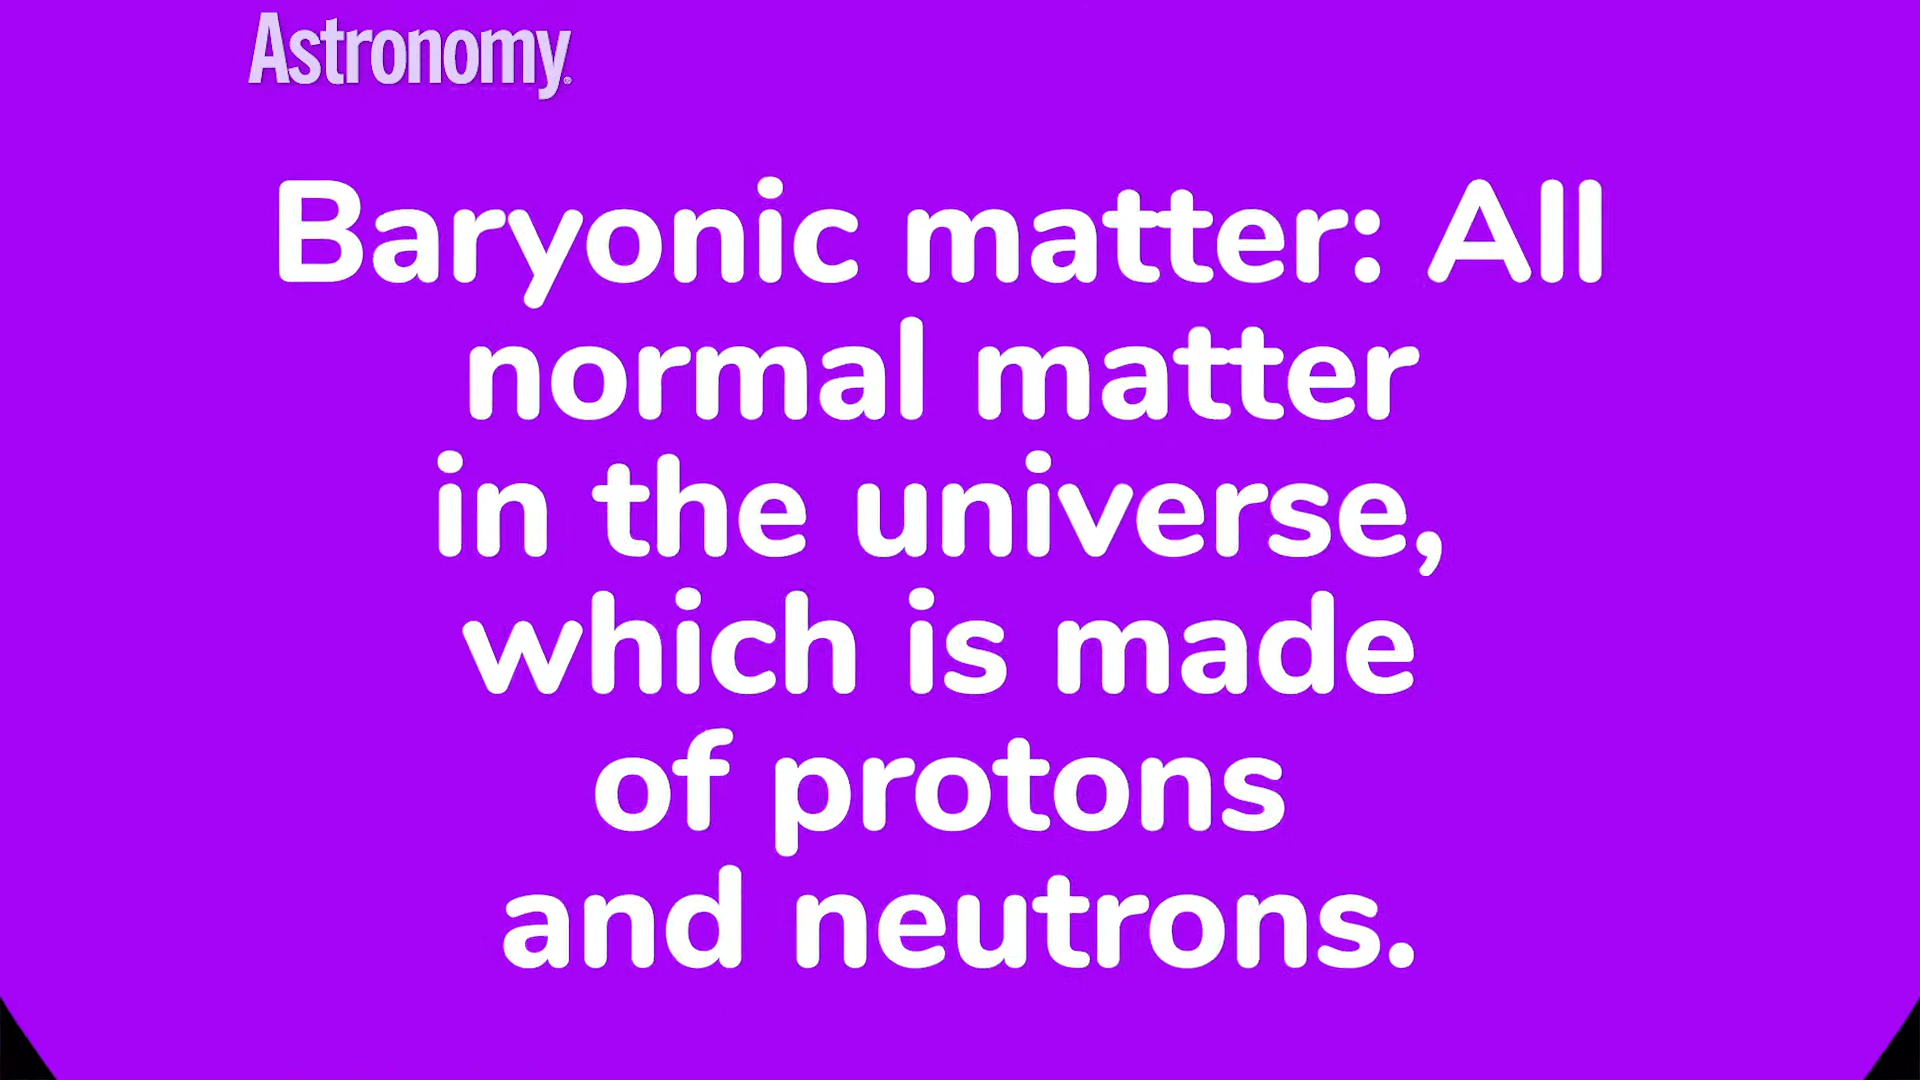 Astronomy®
Baryonic matter: All
normal matter
in the universe,
which is made
of protons
and neutrons.